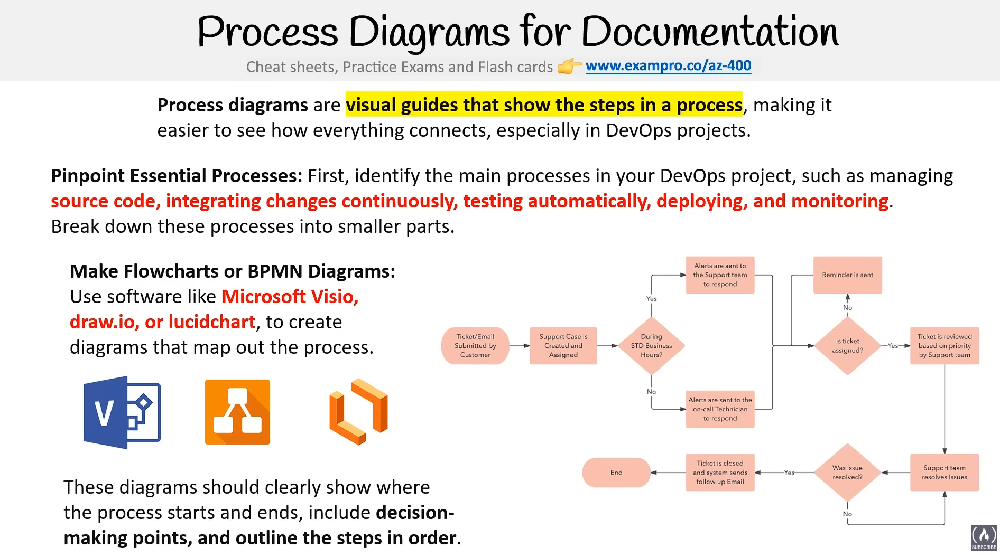 Process Diagrams for Documentation
Cheat sheets, Practice Exams and Flash cards 👉 www.exampro.co/az-400
Process diagrams are visual guides that show the steps in a process, making it
easier to see how everything connects, especially in DevOps projects.
Pinpoint Essential Processes: First, identify the main processes in your DevOps project, such as managing
source code, integrating changes continuously, testing automatically, deploying, and monitoring.
Break down these processes into smaller parts.
Make Flowcharts or BPMN Diagrams:
Use software like Microsoft Visio,
draw.io, or lucidchart, to create
diagrams that map out the process.
V
These diagrams should clearly show where
the process starts and ends, include decision-
making points, and outline the steps in order.
Ticket/Email
Submitted by
Customer
Support Case is
Created and
Assigned
During
STD Business
Hours?
Yes
Alerts are sent to
the Support team
to respond
No
Alerts are sent to the
on-call Technician
to respond
Is ticket
assigned?
No
Reminder is sent
Yes
Ticket is reviewed
based on priority
by Support team
Support team
resolves Issues
Was issue
resolved?
No
Yes
Ticket is closed
and system sends
follow up Email
End
SUBSCRIBE